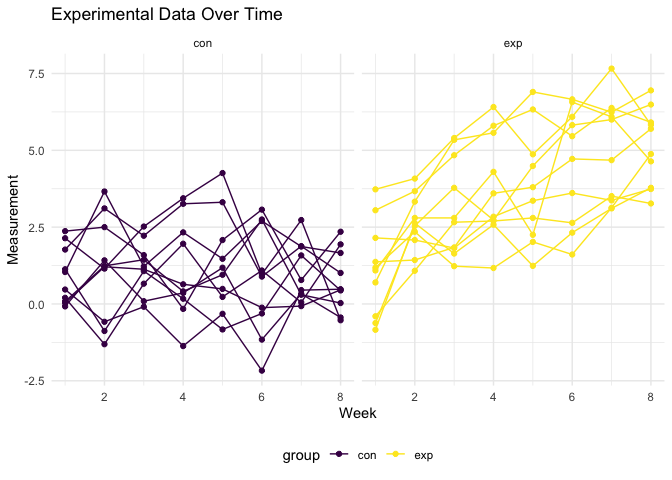 Experimental Data Over Time
con exp
7.5
5.0
2.5
0.0
-2.5
Measurement
2 4 6 8 2 4 6 8
Week
group con exp